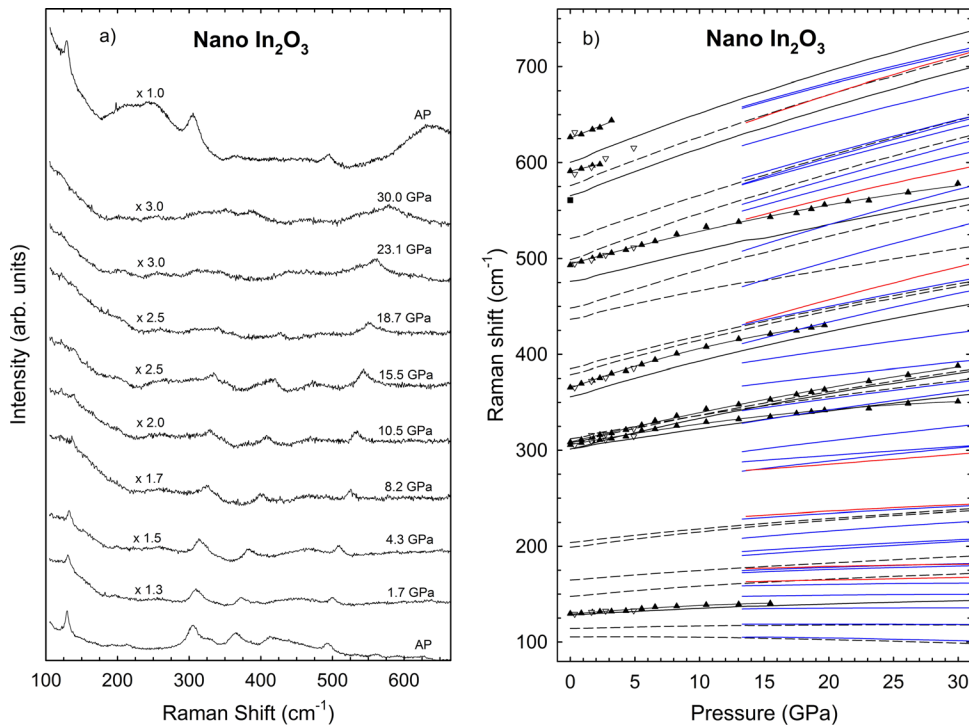 a) Nano In₂O₃
x 1.0
AP
x 3.0 30.0 GPa
x 3.0 23.1 GPa
x 2.5 18.7 GPa
x 2.5 15.5 GPa
x 2.0 10.5 GPa
x 1.7 8.2 GPa
x 1.5 4.3 GPa
x 1.3 1.7 GPa
AP
Intensity (arb. units)
100 200 300 400 500 600
Raman Shift (cm⁻¹)
b) Nano In₂O₃
700
600
500
400
300
200
100
Raman shift (cm⁻¹)
0 5 10 15 20 25 30
Pressure (GPa)